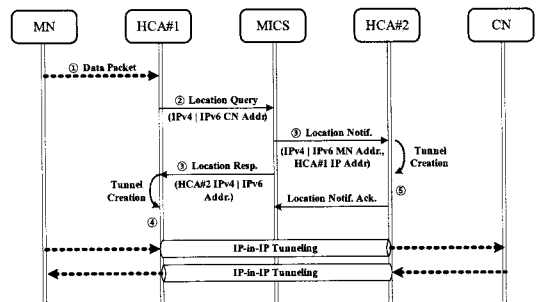 MN HCA#1 MICS HCA#2 CN
① Data Packet
② Location Query
(IPv4 | IPv6 CN Addr)
③ Location Notif.
(IPv4 | IPv6 MN Addr.,
HCA#1 IP Addr)
Tunnel
Creation
③ Location Resp.
(HCA#2 IPv4 | IPv6
Addr.)
Tunnel
Creation
⑤
Location Notif. Ack.
④
IP-in-IP Tunneling
IP-in-IP Tunneling